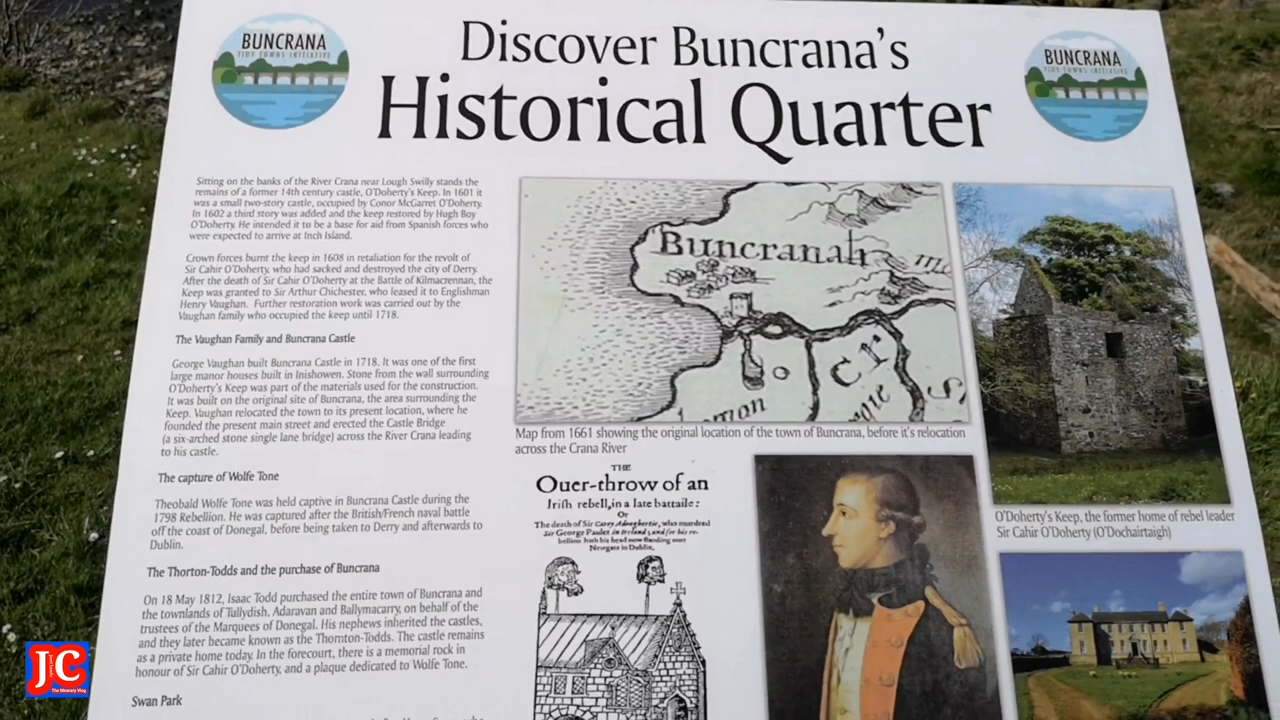 BUNCRANA
TIDY TOWNS INITIATIVE
Discover Buncrana's
Historical Quarter
BUNCRANA
TIDY TOWNS INITIATIVE
Sitting on the banks of the River Crana near Lough Swilly stands the
remains of a former 14th century castle, O'Doherty's Keep. In 1601 it
was a small two-story castle, occupied by Conor McGarret O'Doherty.
In 1602 a third story was added and the keep restored by Hugh Boy
O'Doherty. He intended it to be a base for aid from Spanish forces who
were expected to arrive at Inch Island.
Crown forces burnt the keep in 1608 in retaliation for the revolt of
Sir Cahir O'Doherty, who had sacked and destroyed the city of Derry.
After the death of Sir Cahir O'Doherty at the Battle of Kilmacrennan, the
Keep was granted to Sir Arthur Chichester, who leased it to Englishman
Henry Vaughan. Further restoration work was carried out by the
Vaughan family who occupied the keep until 1718.
The Vaughan Family and Buncrana Castle
George Vaughan built Buncrana Castle in 1718. It was one of the first
large manor houses built in Inishowen. Stone from the wall surrounding
O'Doherty's Keep was part of the materials used for the construction.
It was built on the original site of Buncrana, the area surrounding the
Keep. Vaughan relocated the town to its present location, where he
founded the present main street and erected the Castle Bridge
(a six-arched stone single lane bridge) across the River Crana leading
to his castle.
The capture of Wolfe Tone
Theobald Wolfe Tone was held captive in Buncrana Castle during the
1798 Rebellion. He was captured after the British/French naval battle
off the coast of Donegal, before being taken to Derry and afterwards to
Dublin.
The Thorton-Todds and the purchase of Buncrana
On 18 May 1812, Isaac Todd purchased the entire town of Buncrana and
the townlands of Tullydish, Adaravan and Ballymacarry, on behalf of the
trustees of the Marquees of Donegal. His nephews inherited the castles,
and they later became known as the Thornton-Todds. The castle remains
as a private home today. In the forecourt, there is a memorial rock in
honour of Sir Cahir O'Doherty, and a plaque dedicated to Wolfe Tone.
Swan Park
Buncranah
Cr
Map from 1661 showing the original location of the town of Buncrana, before it's relocation
across the Crana River
THE
Ouer-throw of an
Irish rebell, in a late battaile:
Or
The death of Sir Carey Adoughertie, who murdred
Sir George Paulet in Ireland; and for his re-
bellion hath his head now standing ouer
Newgate in Dublin.
O'Doherty's Keep, the former home of rebel leader
Sir Cahir O'Doherty (O'Dochairtaigh)
JC
The Memory Vlog